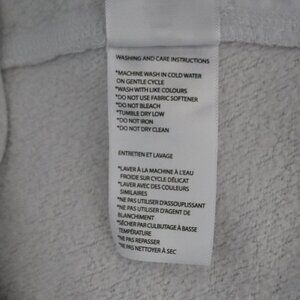 WASHING AND CARE INSTRUCTIONS
*MACHINE WASH IN COLD WATER
ON GENTLE CYCLE
*WASH WITH LIKE COLOURS
*DO NOT USE FABRIC SOFTENER
*DO NOT BLEACH
*TUMBLE DRY LOW
*DO NOT IRON
*DO NOT DRY CLEAN
ENTRETIEN ET LAVAGE
*LAVER À LA MACHINE À L'EAU
FROIDE SUR CYCLE DÉLICAT
*LAVER AVEC DES COULEURS
SIMILAIRES
*NE PAS UTILISER D'ASSOUPLISSANT
*NE PAS UTILISER D'AGENT DE
BLANCHIMENT
*SÉCHER PAR CULBUTAGE À BASSE
TEMPÉRATURE
*NE PAS REPASSER
*NE PAS NETTOYER À SEC